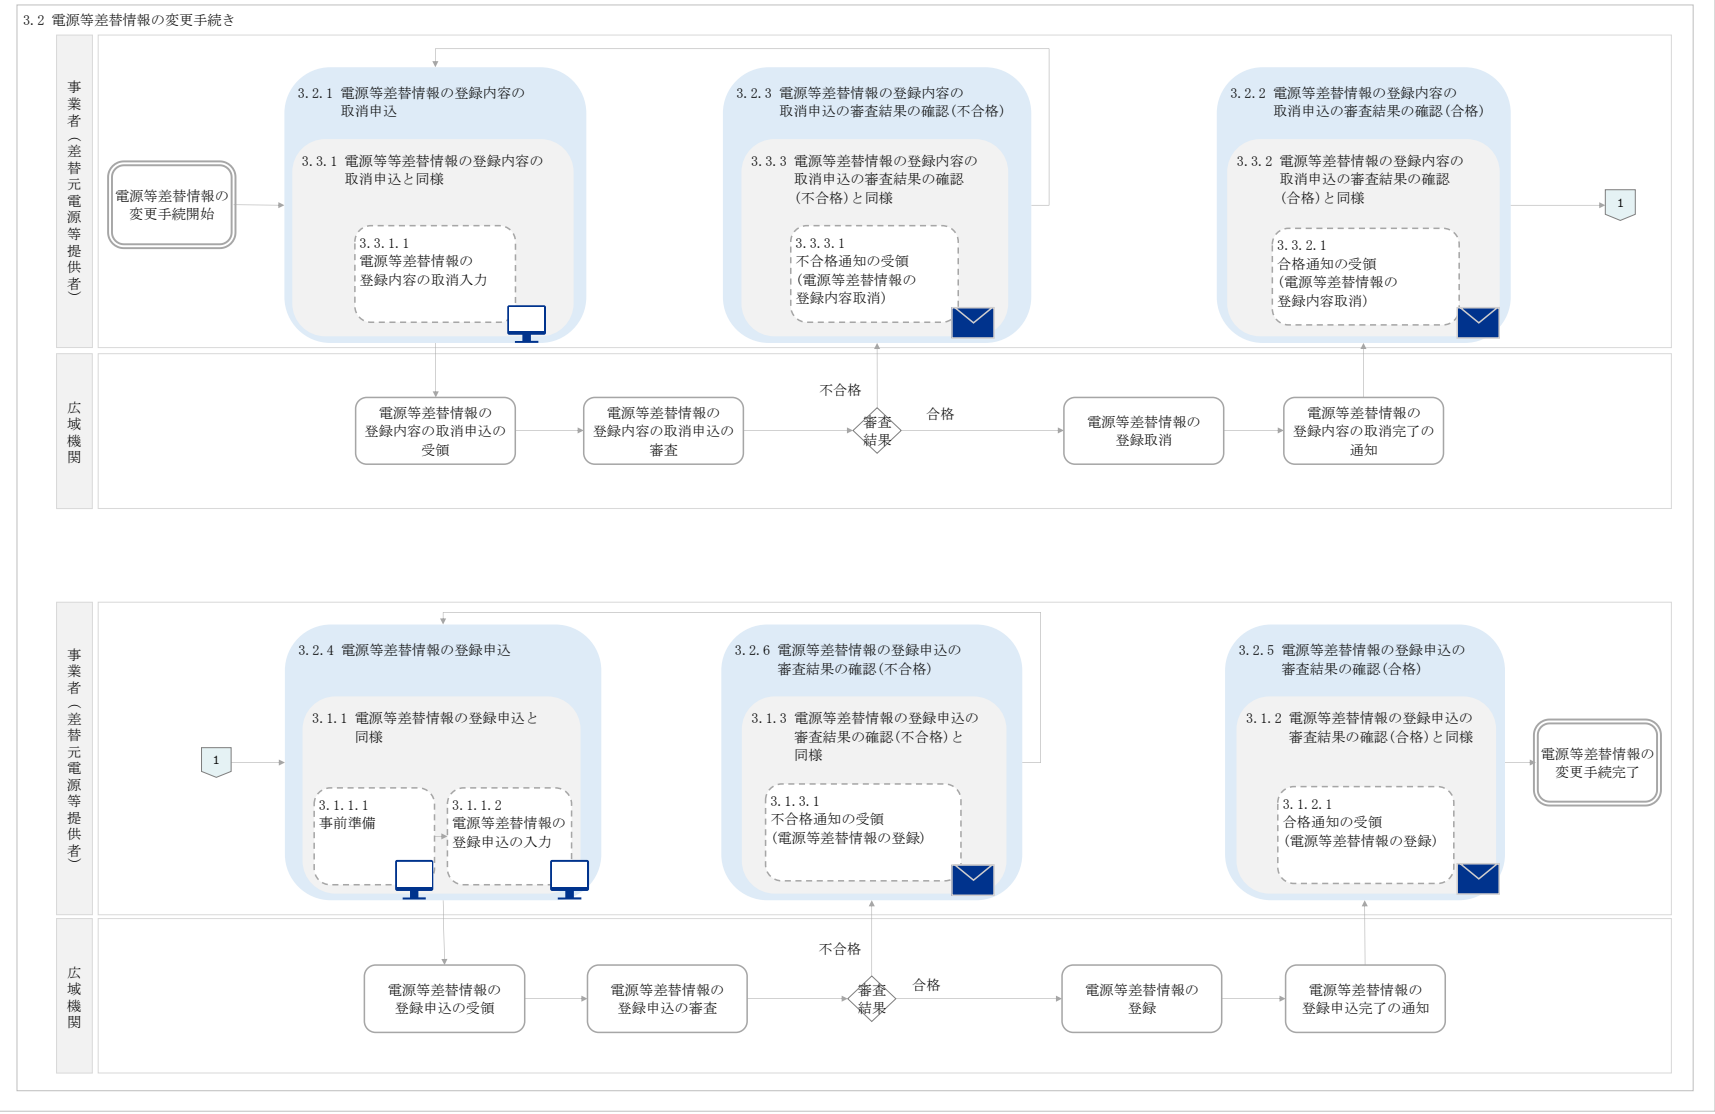 3.2 電源等差替情報の変更手続き
事業者（差替元電源等提供者）
電源等差替情報の
変更手続開始
3.2.1 電源等差替情報の登録内容の
取消申込
3.3.1 電源等等差替情報の登録内容の
取消申込と同様
3.3.1.1
電源等差替情報の
登録内容の取消入力
3.2.3 電源等差替情報の登録内容の
取消申込の審査結果の確認(不合格)
3.3.3 電源等差替情報の登録内容の
取消申込の審査結果の確認
(不合格)と同様
3.3.3.1
不合格通知の受領
(電源等差替情報の
登録内容取消)
3.2.2 電源等差替情報の登録内容の
取消申込の審査結果の確認(合格)
3.3.2 電源等差替情報の登録内容の
取消申込の審査結果の確認
(合格)と同様
3.3.2.1
合格通知の受領
(電源等差替情報の
登録内容取消)
1
広域機関
電源等差替情報の
登録内容の取消申込の
受領
電源等差替情報の
登録内容の取消申込の
審査
不合格
審査
結果
合格
電源等差替情報の
登録取消
電源等差替情報の
登録内容の取消完了の
通知
事業者（差替元電源等提供者）
1
3.2.4 電源等差替情報の登録申込
3.1.1 電源等差替情報の登録申込と
同様
3.1.1.1
事前準備
3.1.1.2
電源等差替情報の
登録申込の入力
3.2.6 電源等差替情報の登録申込の
審査結果の確認(不合格)
3.1.3 電源等差替情報の登録申込の
審査結果の確認(不合格)と
同様
3.1.3.1
不合格通知の受領
(電源等差替情報の登録)
3.2.5 電源等差替情報の登録申込の
審査結果の確認(合格)
3.1.2 電源等差替情報の登録申込の
審査結果の確認(合格)と同様
3.1.2.1
合格通知の受領
(電源等差替情報の登録)
電源等差替情報の
変更手続完了
広域機関
電源等差替情報の
登録申込の受領
電源等差替情報の
登録申込の審査
不合格
審査
結果
合格
電源等差替情報の
登録
電源等差替情報の
登録申込完了の通知